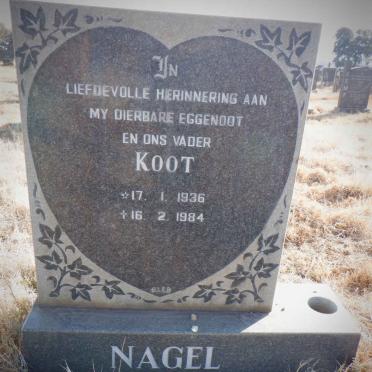 In
LIEFDEVOLLE HERINNERING AAN
MY DIERBARE EGGENOOT
EN ONS VADER
KOOT
☆ 17. 1. 1936
✝ 16. 2. 1984
NAGEL